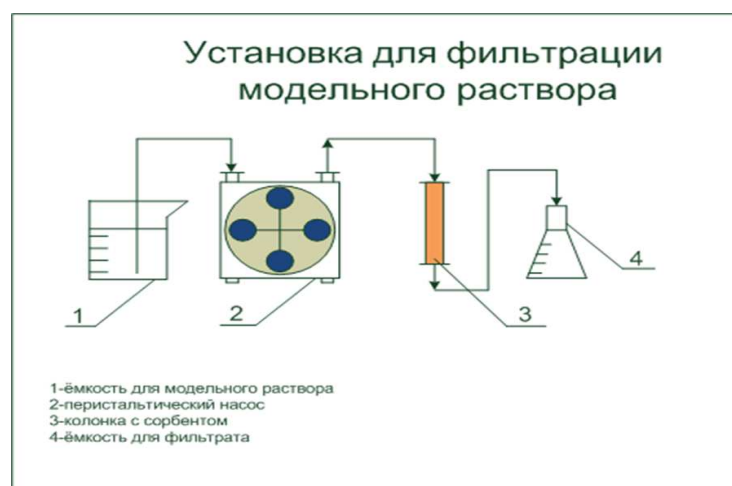 Установка для фильтрации
модельного раствора
1
2
3
4
1-ёмкость для модельного раствора
2-перистальтический насос
3-колонка с сорбентом
4-ёмкость для фильтрата